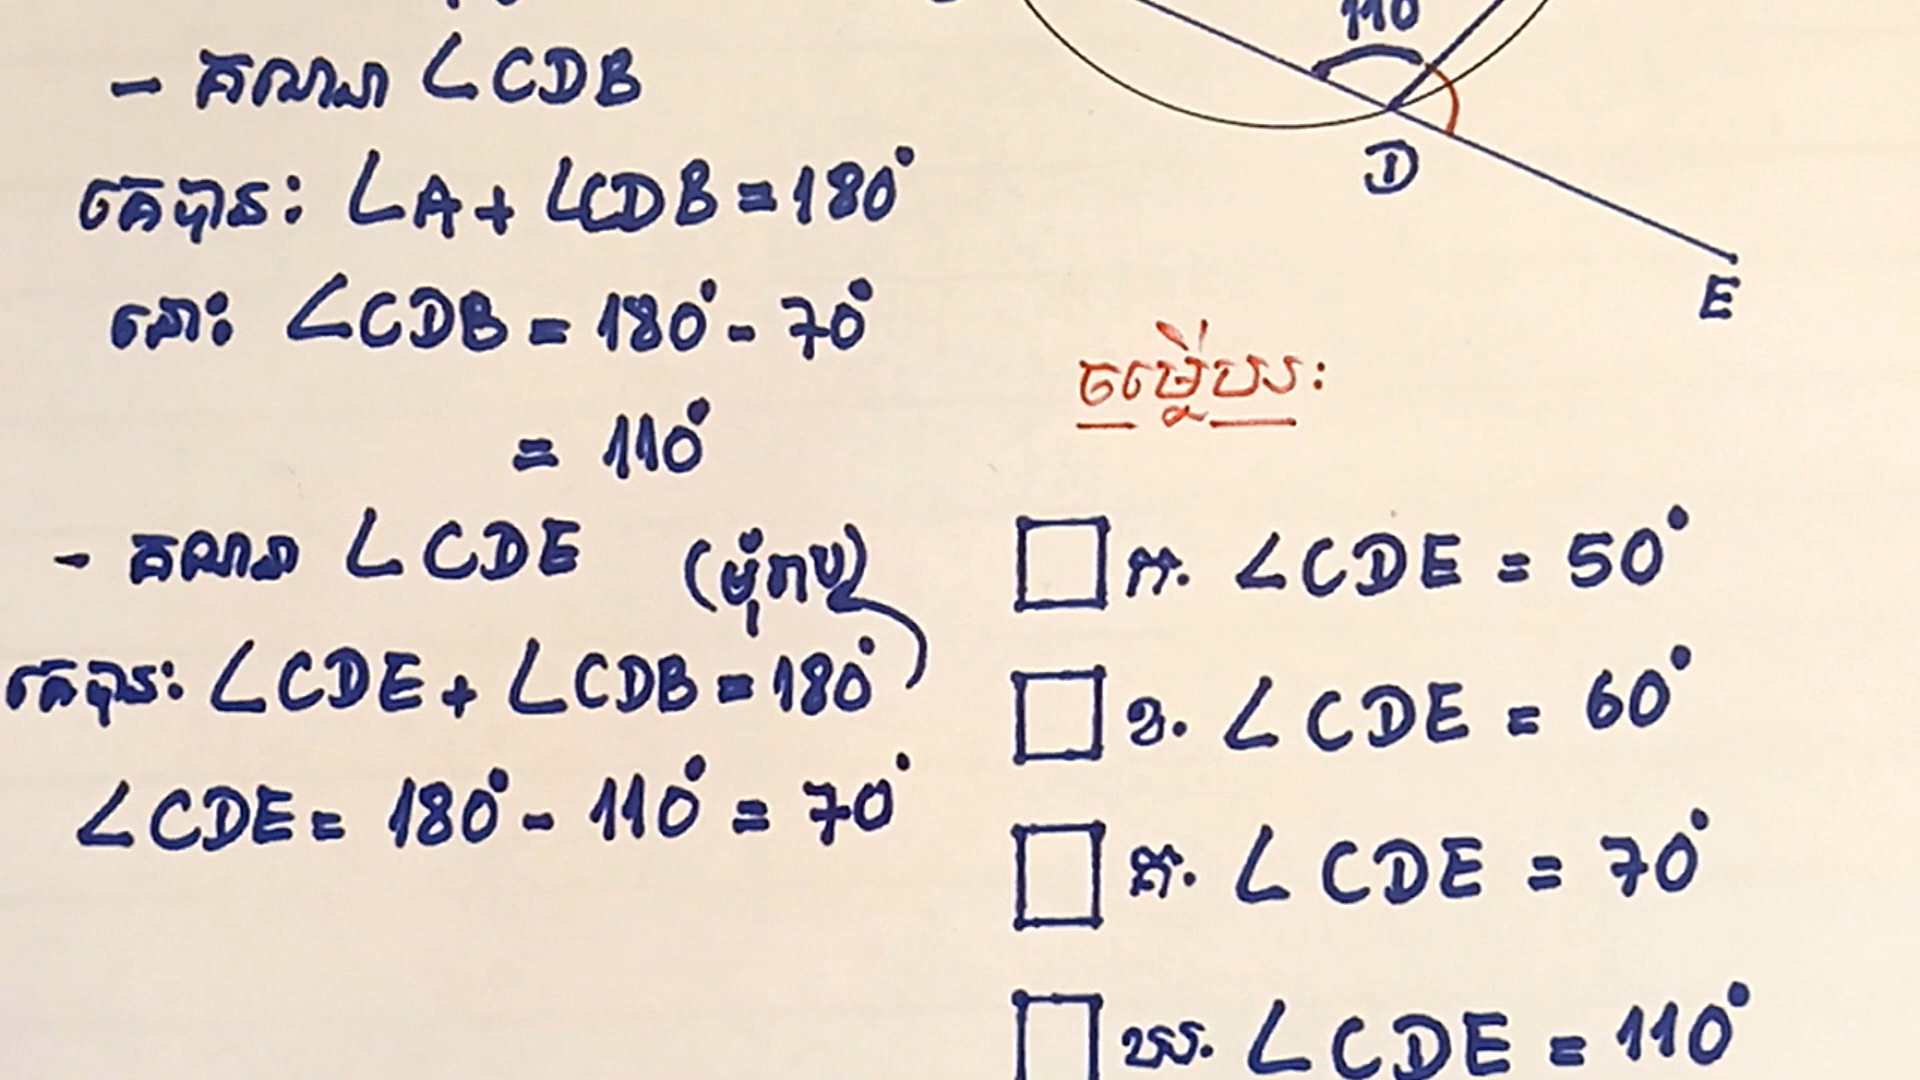 - គណនា ∠CDB
គេបាន: ∠A + ∠CDB = 180°
នោះ ∠CDB = 180° - 70°
= 110°
- គណនា ∠CDE (មុំរាប)
គេបាន: ∠CDE + ∠CDB = 180°
∠CDE = 180° - 110° = 70°
110
D
E
ចម្លើយ:
ក. ∠CDE = 50°
ខ. ∠CDE = 60°
គ. ∠CDE = 70°
ឃ. ∠CDE = 110°